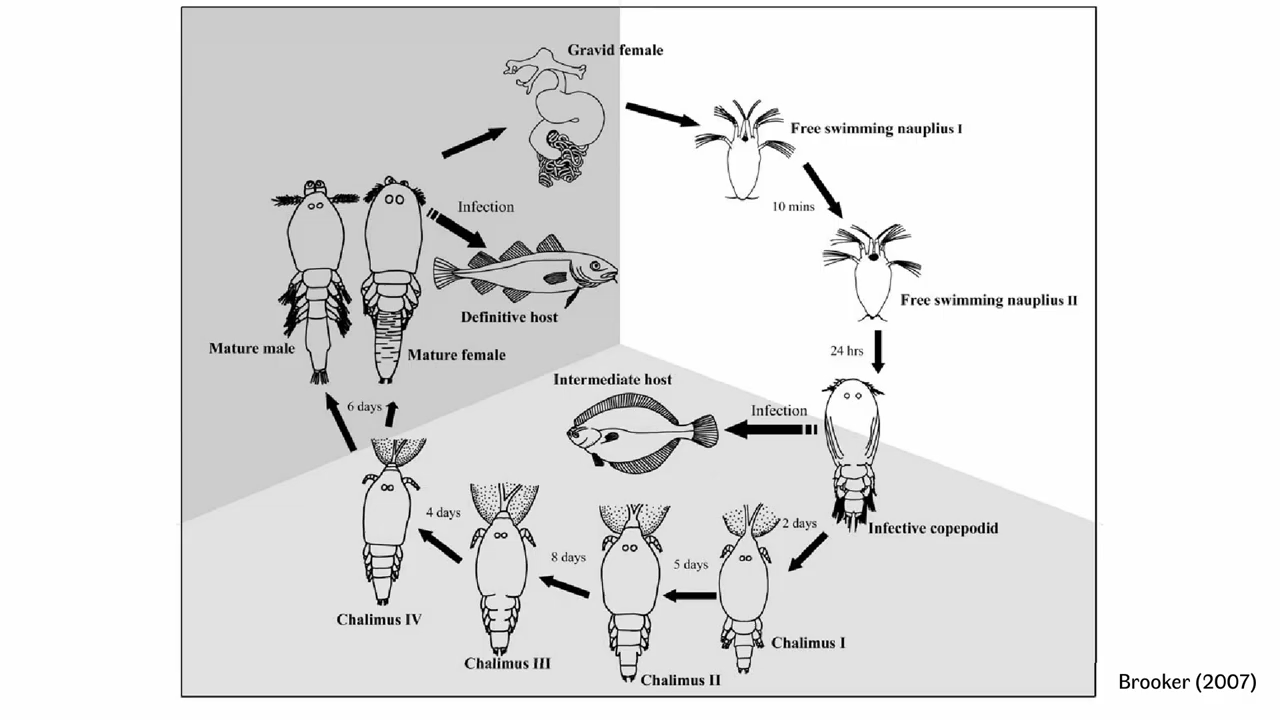 Gravid female
Free swimming nauplius I
10 mins
Infection
Free swimming nauplius II
Definitive host
Mature male
Mature female
24 hrs
Intermediate host
6 days
Infection
4 days
2 days
Infective copepodid
8 days
5 days
Chalimus IV
Chalimus I
Chalimus III
Chalimus II
Brooker (2007)